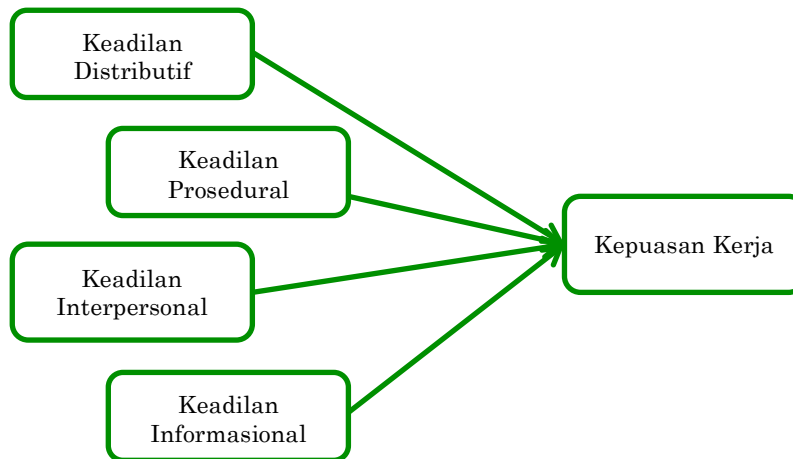 Keadilan
Distributif
Keadilan
Prosedural
Keadilan
Interpersonal
Keadilan
Informasional
Kepuasan Kerja